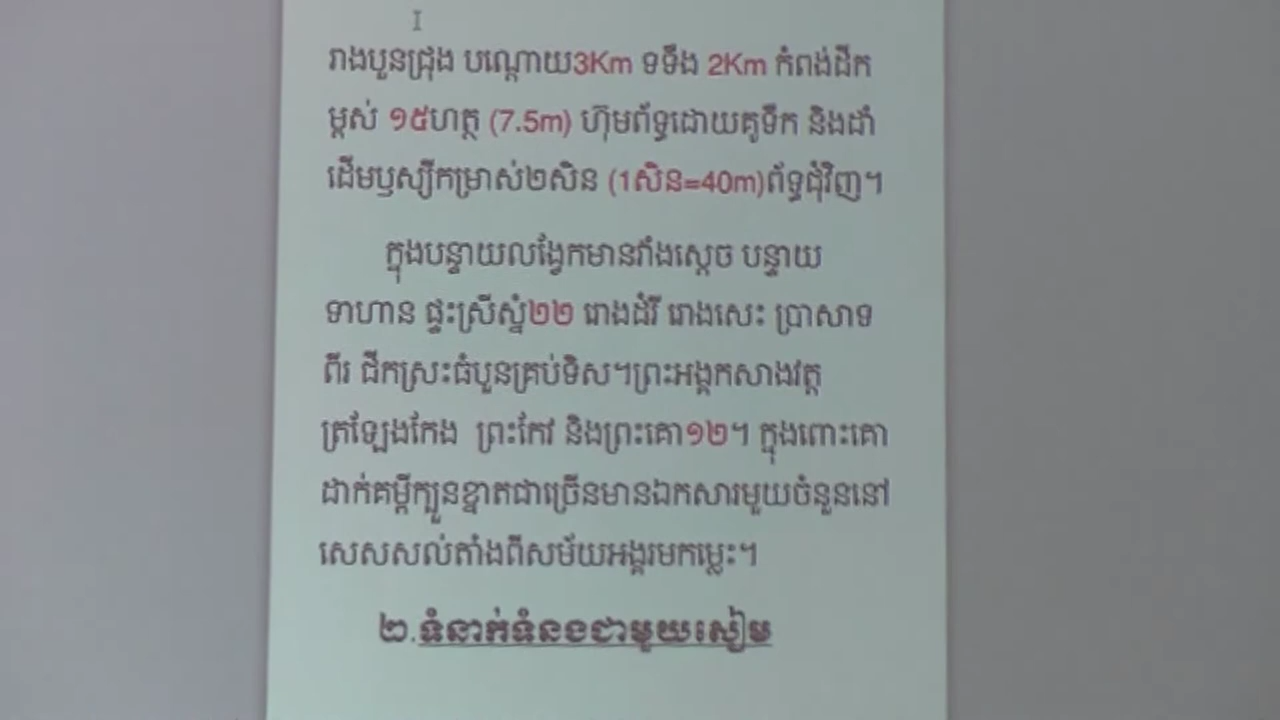 រាងបួនជ្រុង បណ្ដោយ3Km ទទឹង 2Km កំពង់ដីក
ម្ពស់ ១៥ហត្ថ (7.5m) ហ៊ុមព័ទ្ធដោយគូទឹក និងដាំ
ដើមឫស្សីកម្រាស់២សិន (1សិន=40m)ព័ទ្ធជុំវិញ។
ក្នុងបន្ទាយលង្វែកមានវាំងស្ដេច បន្ទាយ
ទាហាន ផ្ទះស្រីស្នំ២២ រោងដំរី រោងសេះ ប្រាសាទ
ពីរ ជីកស្រះធំបួនគ្រប់ទិស។ព្រះអង្គកសាងវត្ត
ត្រឡែងកែង ព្រះកែវ និងព្រះគោ១២។ ក្នុងពោះគោ
ដាក់គម្ពីក្បួនខ្នាតជាច្រើនមានឯកសារមួយចំនួននៅ
សេសសល់តាំងពីសម័យអង្គរមកម្លេះ។
២.ទំនាក់ទំនងជាមួយសៀម